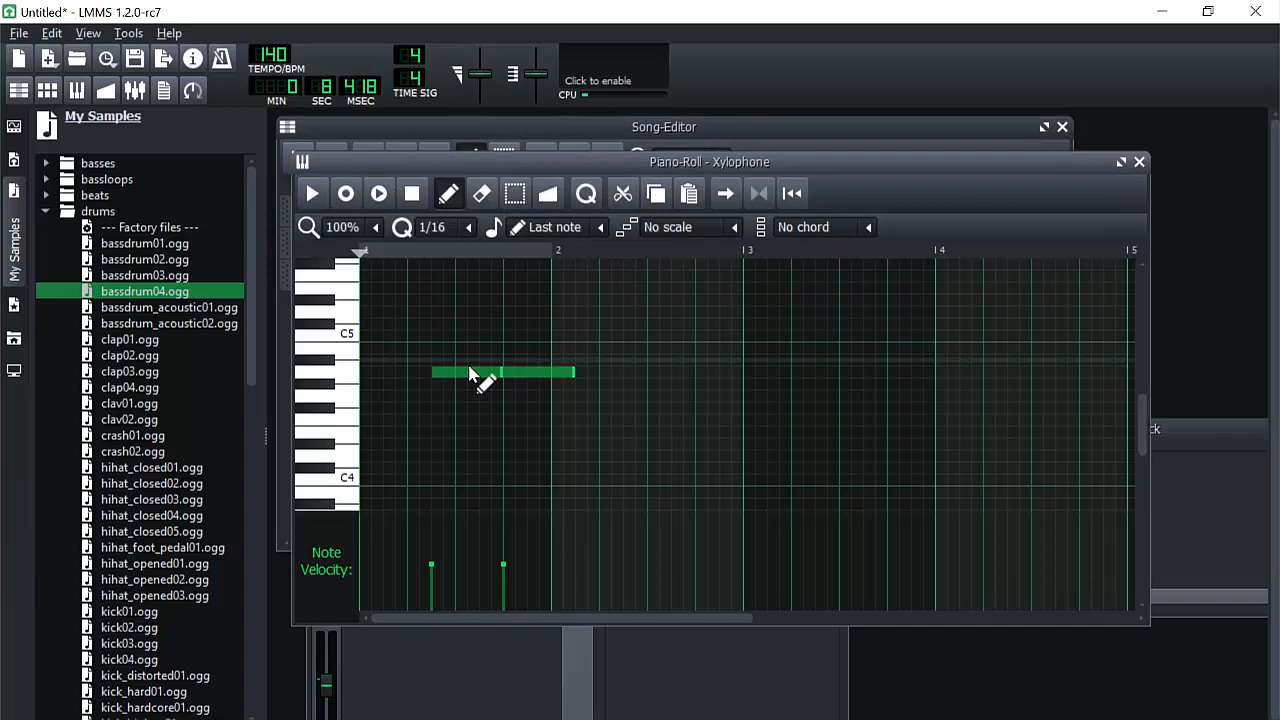 Untitled* - LMMS 1.2.0-rc7
File Edit View Tools Help
140
TEMPO/BPM
0 8 418
MIN SEC MSEC
4
4
TIME SIG
Click to enable
CPU
My Samples
My Samples
basses
bassloops
beats
drums
--- Factory files ---
bassdrum01.ogg
bassdrum02.ogg
bassdrum03.ogg
bassdrum04.ogg
bassdrum_acoustic01.ogg
bassdrum_acoustic02.ogg
clap01.ogg
clap02.ogg
clap03.ogg
clap04.ogg
clav01.ogg
clav02.ogg
crash01.ogg
crash02.ogg
hihat_closed01.ogg
hihat_closed02.ogg
hihat_closed03.ogg
hihat_closed04.ogg
hihat_closed05.ogg
hihat_foot_pedal01.ogg
hihat_opened01.ogg
hihat_opened02.ogg
hihat_opened03.ogg
kick01.ogg
kick02.ogg
kick03.ogg
kick04.ogg
kick_distorted01.ogg
kick_hard01.ogg
kick_hardcore01.ogg
Song-Editor
Piano-Roll - Xylophone
100% 1/16 Last note No scale No chord
1 2 3 4 5
C5
C4
Note
Velocity:
ck